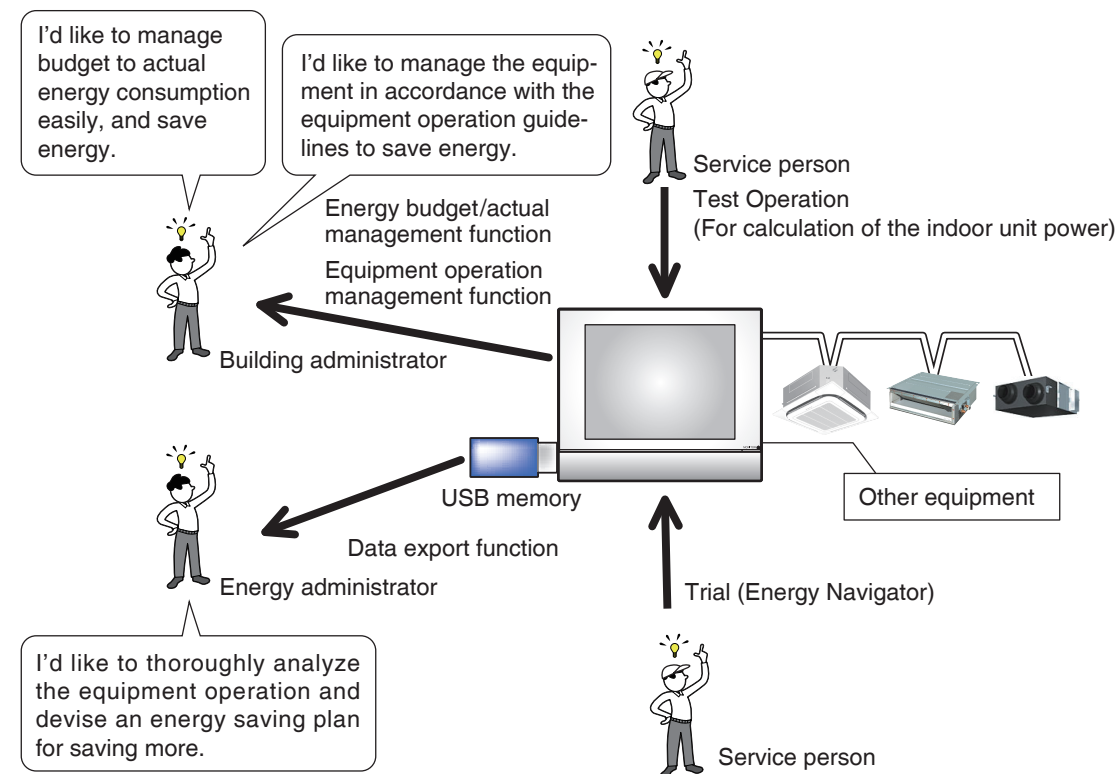 I'd like to manage
budget to actual
energy consumption
easily, and save
energy.
I'd like to manage the equip-
ment in accordance with the
equipment operation guide-
lines to save energy.
Service person
Test Operation
(For calculation of the indoor unit power)
Energy budget/actual
management function
Equipment operation
management function
Building administrator
USB memory
Other equipment
Data export function
Energy administrator
Trial (Energy Navigator)
I'd like to thoroughly analyze
the equipment operation and
devise an energy saving plan
for saving more.
Service person